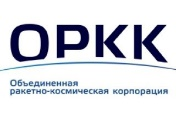 ОРКК
Объединенная
ракетно-космическая корпорация